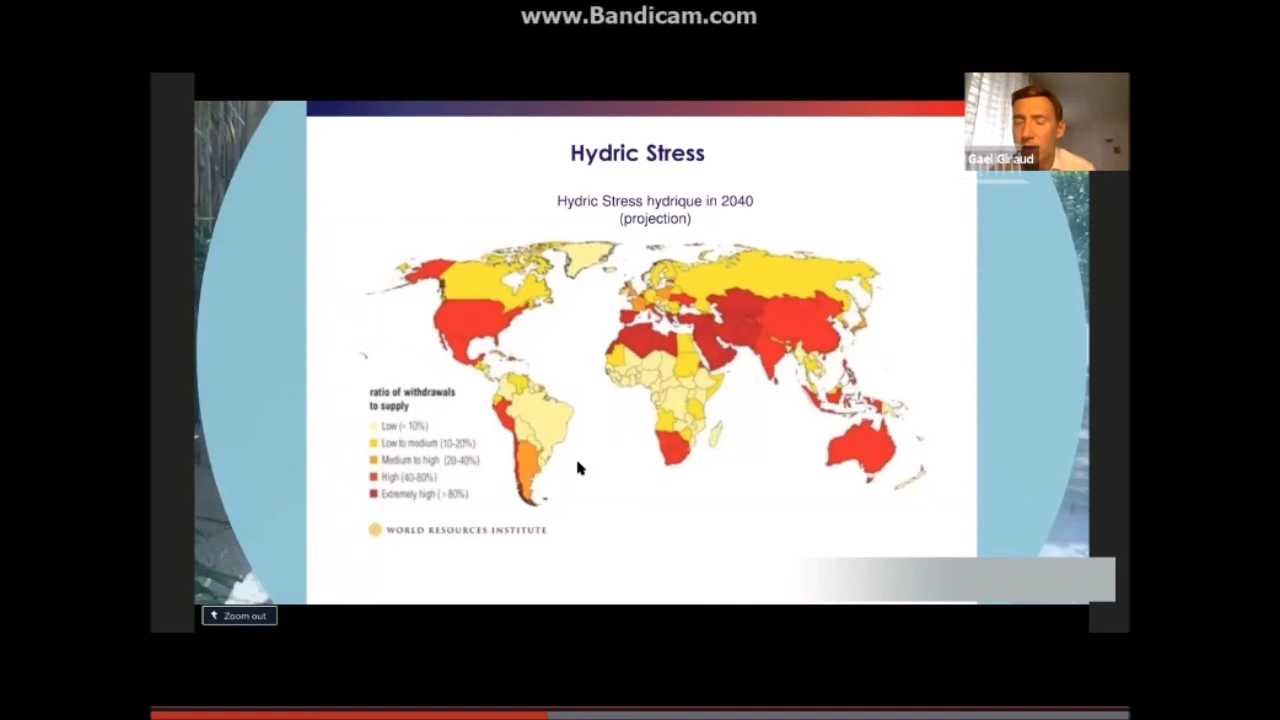 www.Bandicam.com
Gael Giraud
Hydric Stress
Hydric Stress hydrique in 2040
(projection)
ratio of withdrawals
to supply
Low (< 10%)
Low to medium (10-20%)
Medium to high (20-40%)
High (40-80%)
Extremely high (> 80%)
WORLD RESOURCES INSTITUTE
Zoom out